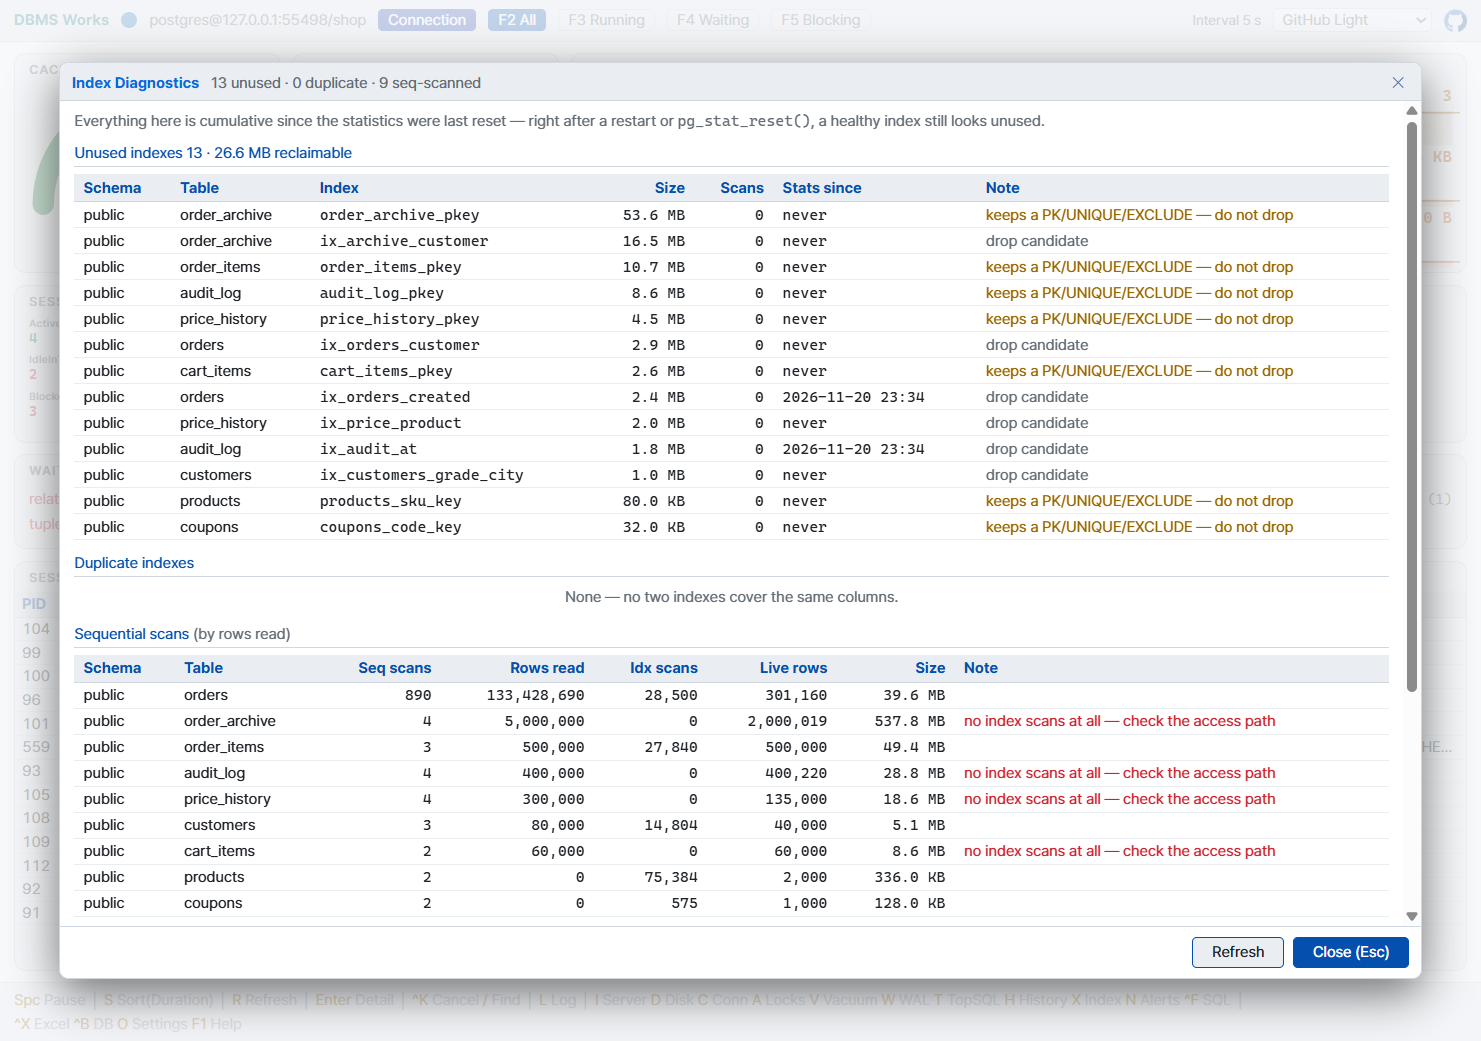 DBMS Works postgres@127.0.0.1:55498/shop Connection F2 All F3 Running F4 Waiting F5 Blocking Interval 5 s GitHub Light
Index Diagnostics 13 unused · 0 duplicate · 9 seq-scanned
Everything here is cumulative since the statistics were last reset — right after a restart or pg_stat_reset(), a healthy index still looks unused.
Unused indexes 13 · 26.6 MB reclaimable
Schema Table Index Size Scans Stats since Note
public order_archive order_archive_pkey 53.6 MB 0 never keeps a PK/UNIQUE/EXCLUDE — do not drop
public order_archive ix_archive_customer 16.5 MB 0 never drop candidate
public order_items order_items_pkey 10.7 MB 0 never keeps a PK/UNIQUE/EXCLUDE — do not drop
public audit_log audit_log_pkey 8.6 MB 0 never keeps a PK/UNIQUE/EXCLUDE — do not drop
public price_history price_history_pkey 4.5 MB 0 never keeps a PK/UNIQUE/EXCLUDE — do not drop
public orders ix_orders_customer 2.9 MB 0 never drop candidate
public cart_items cart_items_pkey 2.6 MB 0 never keeps a PK/UNIQUE/EXCLUDE — do not drop
public orders ix_orders_created 2.4 MB 0 2026-11-20 23:34 drop candidate
public price_history ix_price_product 2.0 MB 0 never drop candidate
public audit_log ix_audit_at 1.8 MB 0 2026-11-20 23:34 drop candidate
public customers ix_customers_grade_city 1.0 MB 0 never drop candidate
public products products_sku_key 80.0 KB 0 never keeps a PK/UNIQUE/EXCLUDE — do not drop
public coupons coupons_code_key 32.0 KB 0 never keeps a PK/UNIQUE/EXCLUDE — do not drop
Duplicate indexes
None — no two indexes cover the same columns.
Sequential scans (by rows read)
Schema Table Seq scans Rows read Idx scans Live rows Size Note
public orders 890 133,428,690 28,500 301,160 39.6 MB
public order_archive 4 5,000,000 0 2,000,019 537.8 MB no index scans at all — check the access path
public order_items 3 500,000 27,840 500,000 49.4 MB
public audit_log 4 400,000 0 400,220 28.8 MB no index scans at all — check the access path
public price_history 4 300,000 0 135,000 18.6 MB no index scans at all — check the access path
public customers 3 80,000 14,804 40,000 5.1 MB
public cart_items 2 60,000 0 60,000 8.6 MB no index scans at all — check the access path
public products 2 0 75,384 2,000 336.0 KB
public coupons 2 0 575 1,000 128.0 KB
Refresh Close (Esc)
PID
104
99
100
96
101
559
93
105
108
109
112
92
91
Spc Pause | S Sort(Duration) | R Refresh | Enter Detail | ^K Cancel / Find | L Log | I Server D Disk C Conn A Locks V Vacuum W WAL T TopSQL H History X Index N Alerts ^F SQL |
^X Excel ^B DB O Settings F1 Help